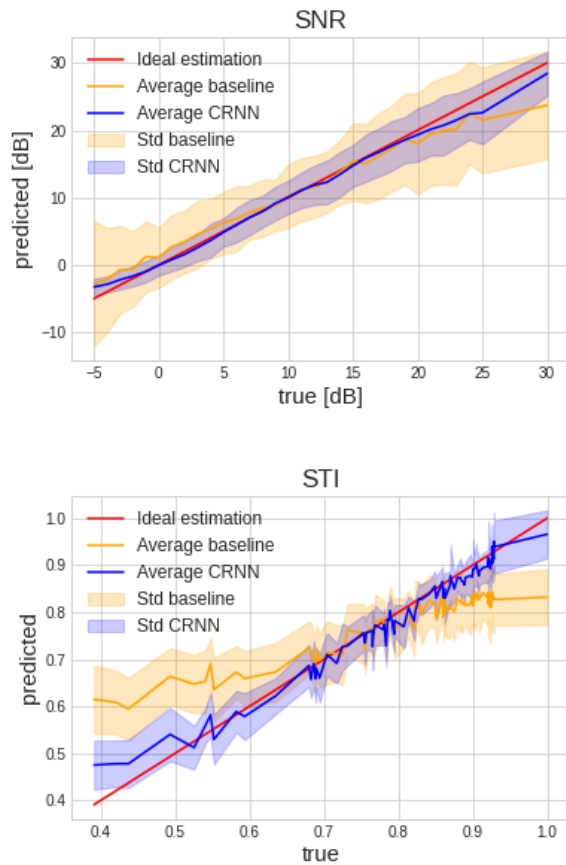 SNR
30
20
10
0
−10
predicted [dB]
Ideal estimation
Average baseline
Average CRNN
Std baseline
Std CRNN
−5 0 5 10 15 20 25 30
true [dB]
STI
1.0
0.9
0.8
0.7
0.6
0.5
0.4
predicted
Ideal estimation
Average baseline
Average CRNN
Std baseline
Std CRNN
0.4 0.5 0.6 0.7 0.8 0.9 1.0
true